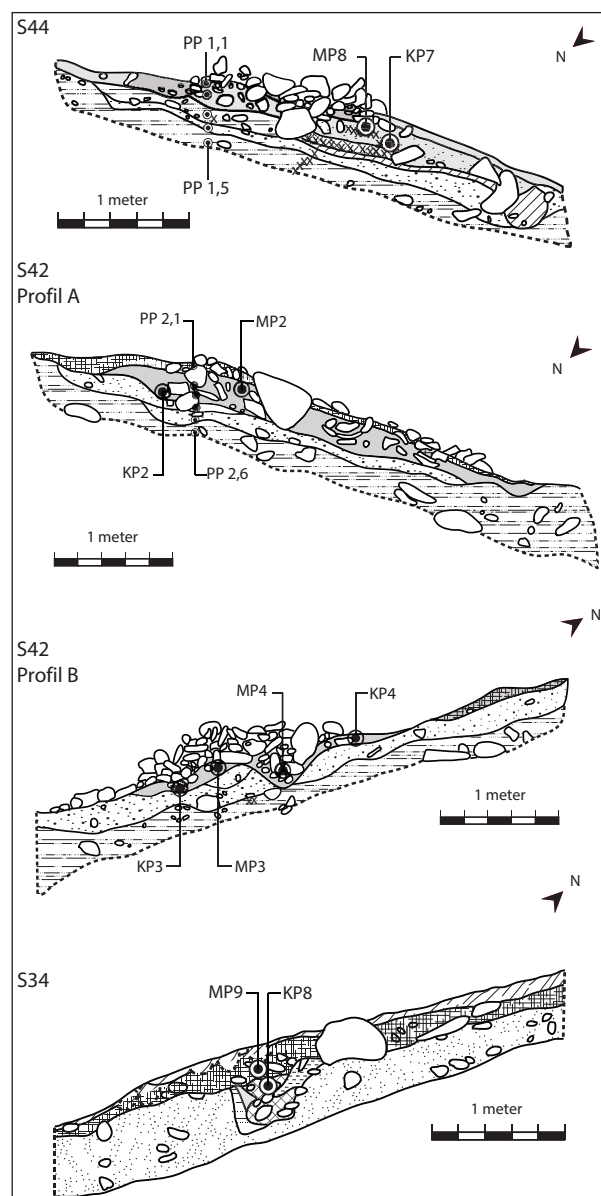 S44
PP 1,1
MP8
KP7
N
PP 1,5
1 meter
S42
Profil A
PP 2,1
MP2
N
KP2
PP 2,6
1 meter
S42
Profil B
N
MP4
KP4
1 meter
KP3
MP3
N
S34
MP9
KP8
1 meter